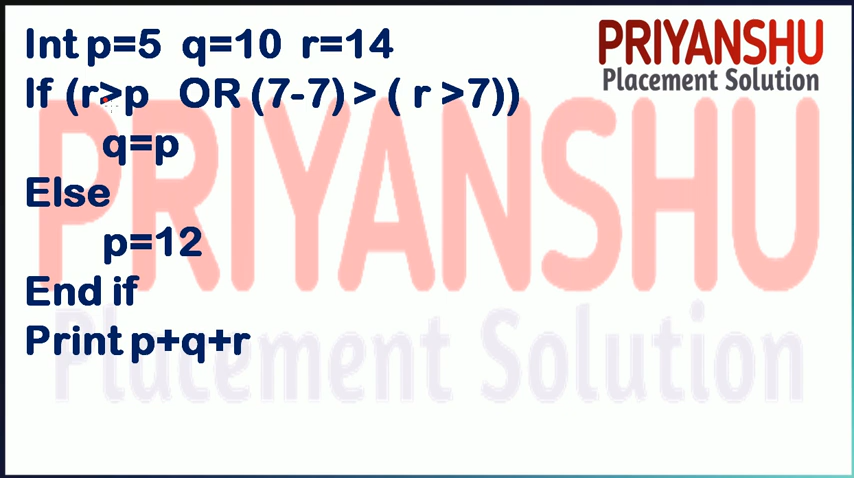 Int p=5 q=10 r=14
PRIYANSHU
Placement Solution
If (r>p OR (7-7) > ( r >7))
q=p
Else
p=12
End if
Print p+q+r
PRIYANSHU
Placement Solution